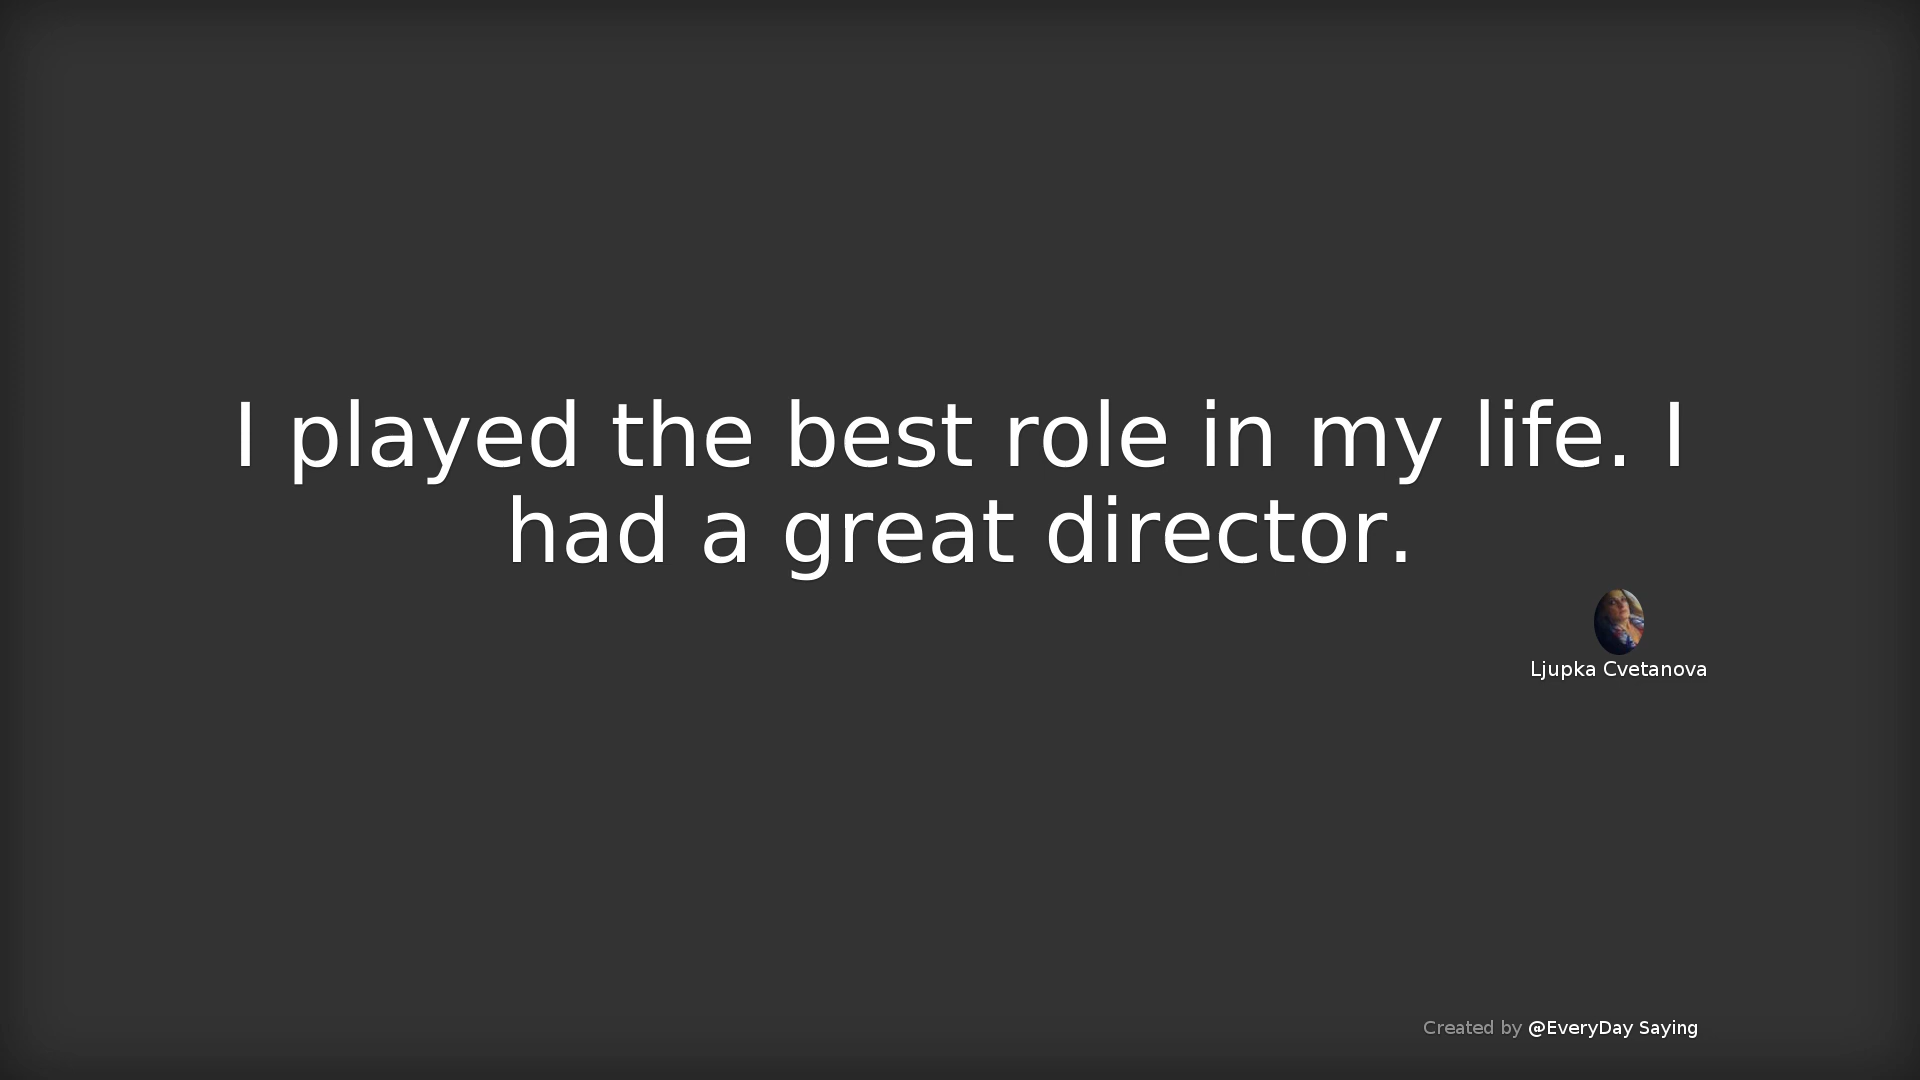 I played the best role in my life. I
had a great director.
Ljupka Cvetanova
Created by @EveryDay Saying